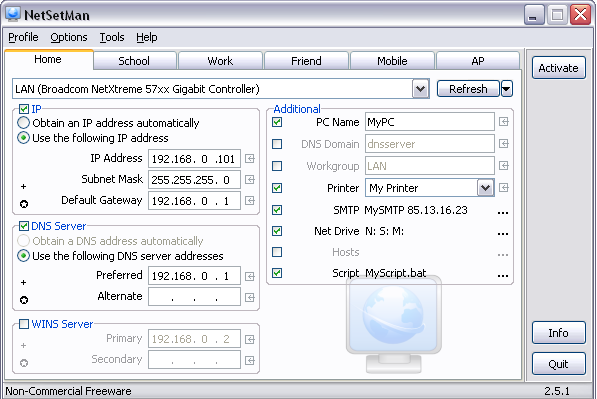 NetSetMan
Profile Options Tools Help
Home School Work Friend Mobile AP
LAN (Broadcom NetXtreme 57xx Gigabit Controller) Refresh
Activate
IP
Obtain an IP address automatically
Use the following IP address
IP Address 192.168. 0 .101
Subnet Mask 255.255.255. 0
Default Gateway 192.168. 0 . 1
DNS Server
Obtain a DNS address automatically
Use the following DNS server addresses
Preferred 192.168. 0 . 1
Alternate . . .
WINS Server
Primary 192.168. 0 . 2
Secondary . . .
Additional
PC Name MyPC
DNS Domain dnsserver
Workgroup LAN
Printer My Printer
SMTP MySMTP 85.13.16.23 ...
Net Drive N: S: M: ...
Hosts ...
Script MyScript.bat ...
Info
Quit
Non-Commercial Freeware 2.5.1